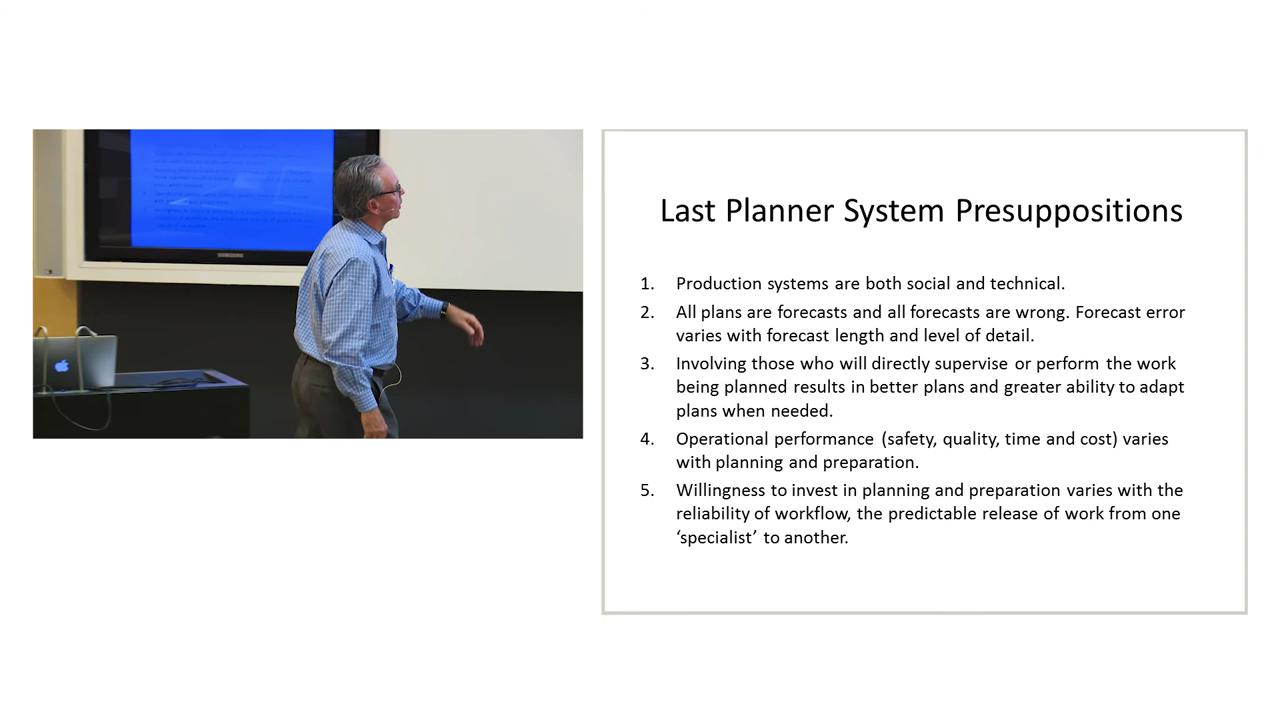 SAMSUNG
Last Planner System Presuppositions
1. Production systems are both social and technical.
2. All plans are forecasts and all forecasts are wrong. Forecast error
varies with forecast length and level of detail.
3. Involving those who will directly supervise or perform the work
being planned results in better plans and greater ability to adapt
plans when needed.
4. Operational performance (safety, quality, time and cost) varies
with planning and preparation.
5. Willingness to invest in planning and preparation varies with the
reliability of workflow, the predictable release of work from one
‘specialist’ to another.